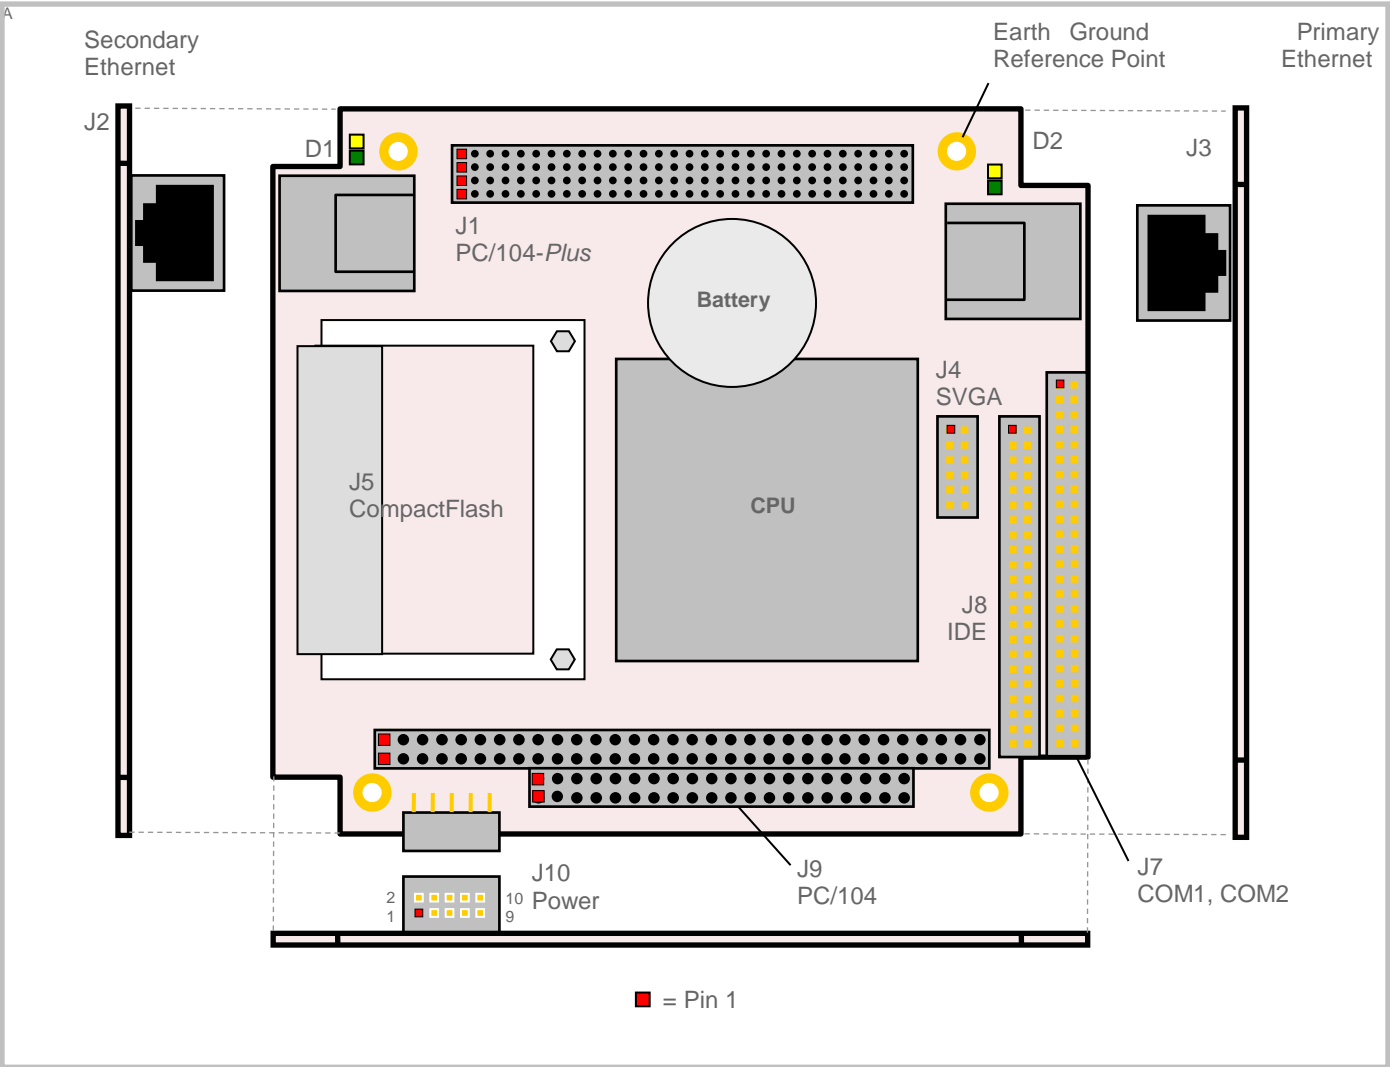 A
Secondary
Ethernet
Earth Ground
Reference Point
Primary
Ethernet
J2
D1
D2
J3
J1
PC/104-Plus
Battery
J4
SVGA
J5
CompactFlash
CPU
J8
IDE
J10
Power
2
10
1
9
J9
PC/104
J7
COM1, COM2
= Pin 1